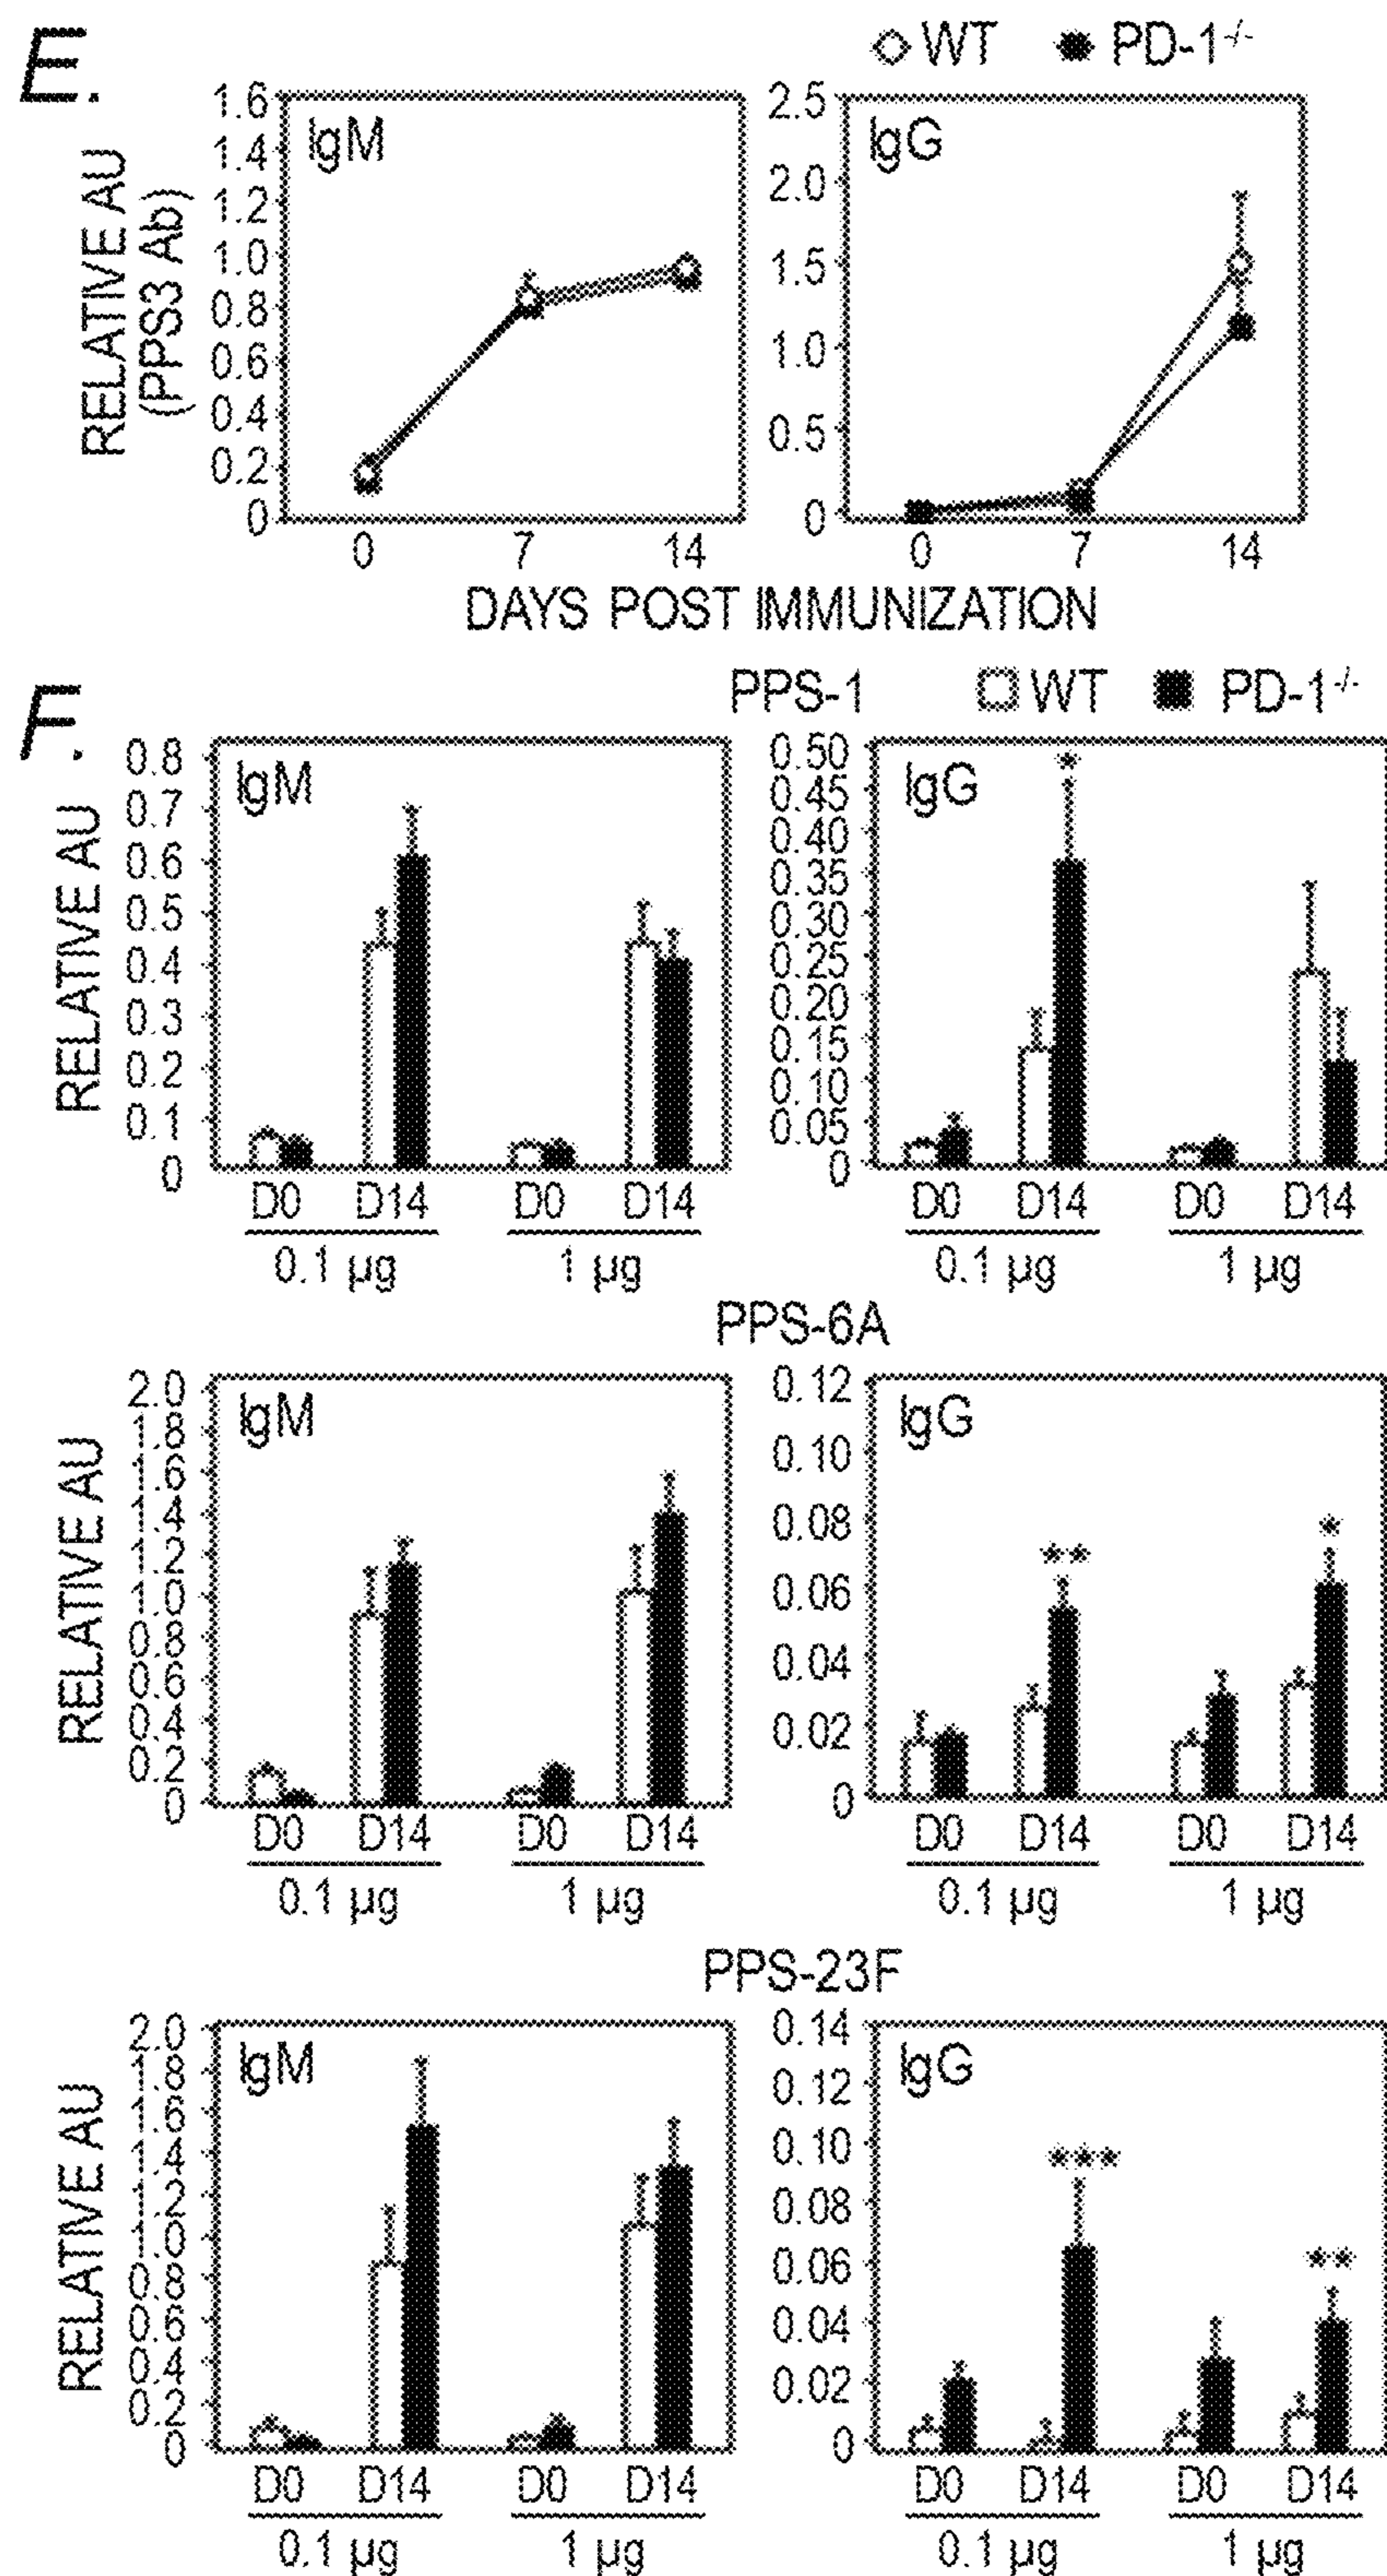 E.
WT PD-1-/-
RELATIVE AU
(PPS3 Ab)
1.6
1.4
1.2
1.0
0.8
0.6
0.4
0.2
0
IgM
0 7 14
2.5
2.0
1.5
1.0
0.5
0
IgG
0 7 14
DAYS POST IMMUNIZATION
F.
PPS-1 WT PD-1-/-
RELATIVE AU
0.8
0.7
0.6
0.5
0.4
0.3
0.2
0.1
0
IgM
D0 D14 D0 D14
0.1 µg 1 µg
0.50
0.45
0.40
0.35
0.30
0.25
0.20
0.15
0.10
0.05
0
IgG
*
D0 D14 D0 D14
0.1 µg 1 µg
PPS-6A
RELATIVE AU
2.0
1.8
1.6
1.4
1.2
1.0
0.8
0.6
0.4
0.2
0
IgM
D0 D14 D0 D14
0.1 µg 1 µg
0.12
0.10
0.08
0.06
0.04
0.02
0
IgG
** *
D0 D14 D0 D14
0.1 µg 1 µg
PPS-23F
RELATIVE AU
2.0
1.8
1.6
1.4
1.2
1.0
0.8
0.6
0.4
0.2
0
IgM
D0 D14 D0 D14
0.1 µg 1 µg
0.14
0.12
0.10
0.08
0.06
0.04
0.02
0
IgG
*** **
D0 D14 D0 D14
0.1 µg 1 µg